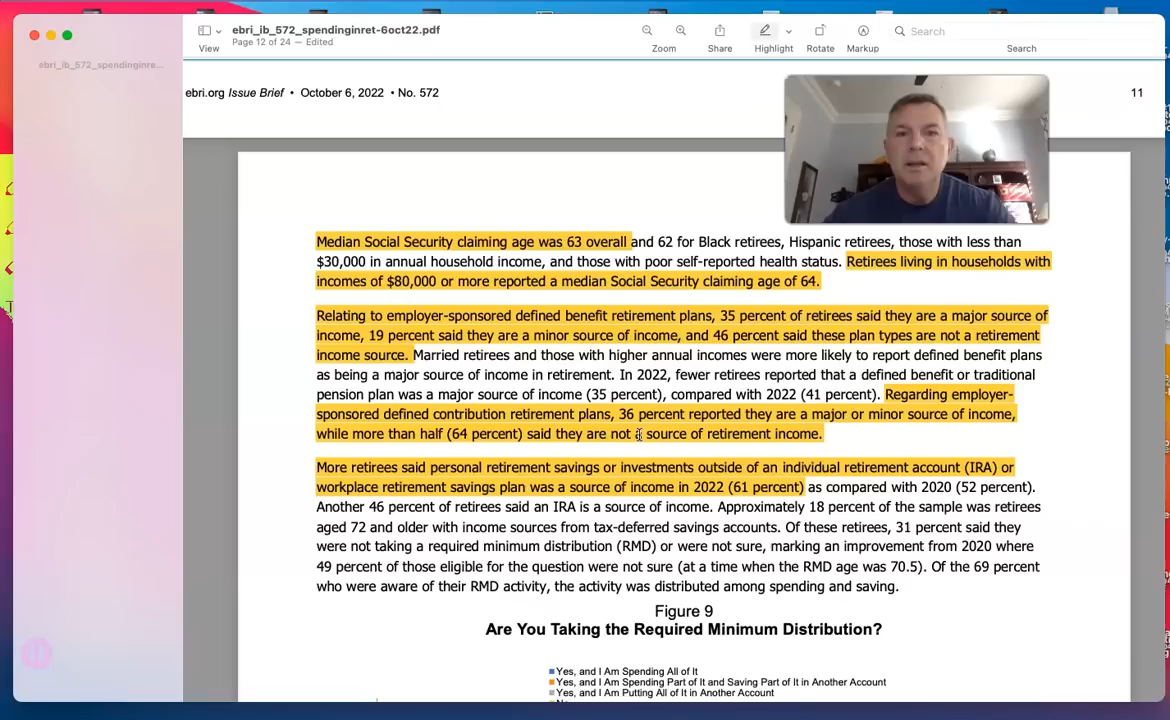 ebri_ib_572_spendinginret-6oct22.pdf
Page 12 of 24 — Edited
View
Zoom
Share
Highlight
Rotate
Markup
Search
Search
ebri_ib_572_spendinginre...
ebri.org Issue Brief • October 6, 2022 • No. 572
11
Median Social Security claiming age was 63 overall and 62 for Black retirees, Hispanic retirees, those with less than
$30,000 in annual household income, and those with poor self-reported health status. Retirees living in households with
incomes of $80,000 or more reported a median Social Security claiming age of 64.
Relating to employer-sponsored defined benefit retirement plans, 35 percent of retirees said they are a major source of
income, 19 percent said they are a minor source of income, and 46 percent said these plan types are not a retirement
income source. Married retirees and those with higher annual incomes were more likely to report defined benefit plans
as being a major source of income in retirement. In 2022, fewer retirees reported that a defined benefit or traditional
pension plan was a major source of income (35 percent), compared with 2022 (41 percent). Regarding employer-
sponsored defined contribution retirement plans, 36 percent reported they are a major or minor source of income,
while more than half (64 percent) said they are not a source of retirement income.
More retirees said personal retirement savings or investments outside of an individual retirement account (IRA) or
workplace retirement savings plan was a source of income in 2022 (61 percent) as compared with 2020 (52 percent).
Another 46 percent of retirees said an IRA is a source of income. Approximately 18 percent of the sample was retirees
aged 72 and older with income sources from tax-deferred savings accounts. Of these retirees, 31 percent said they
were not taking a required minimum distribution (RMD) or were not sure, marking an improvement from 2020 where
49 percent of those eligible for the question were not sure (at a time when the RMD age was 70.5). Of the 69 percent
who were aware of their RMD activity, the activity was distributed among spending and saving.
Figure 9
Are You Taking the Required Minimum Distribution?
Yes, and I Am Spending All of It
Yes, and I Am Spending Part of It and Saving Part of It in Another Account
Yes, and I Am Putting All of It in Another Account